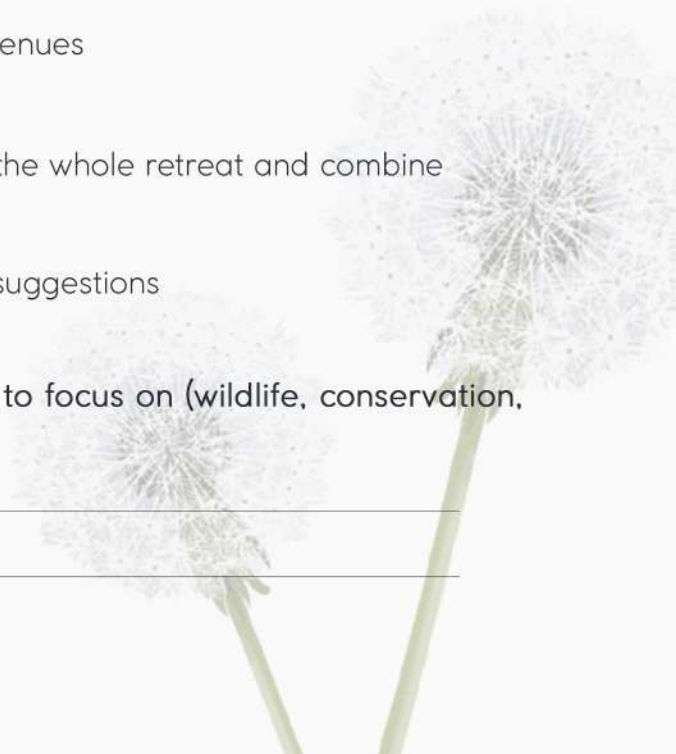 enues
the whole retreat and combine
suggestions
to focus on (wildlife, conservation,